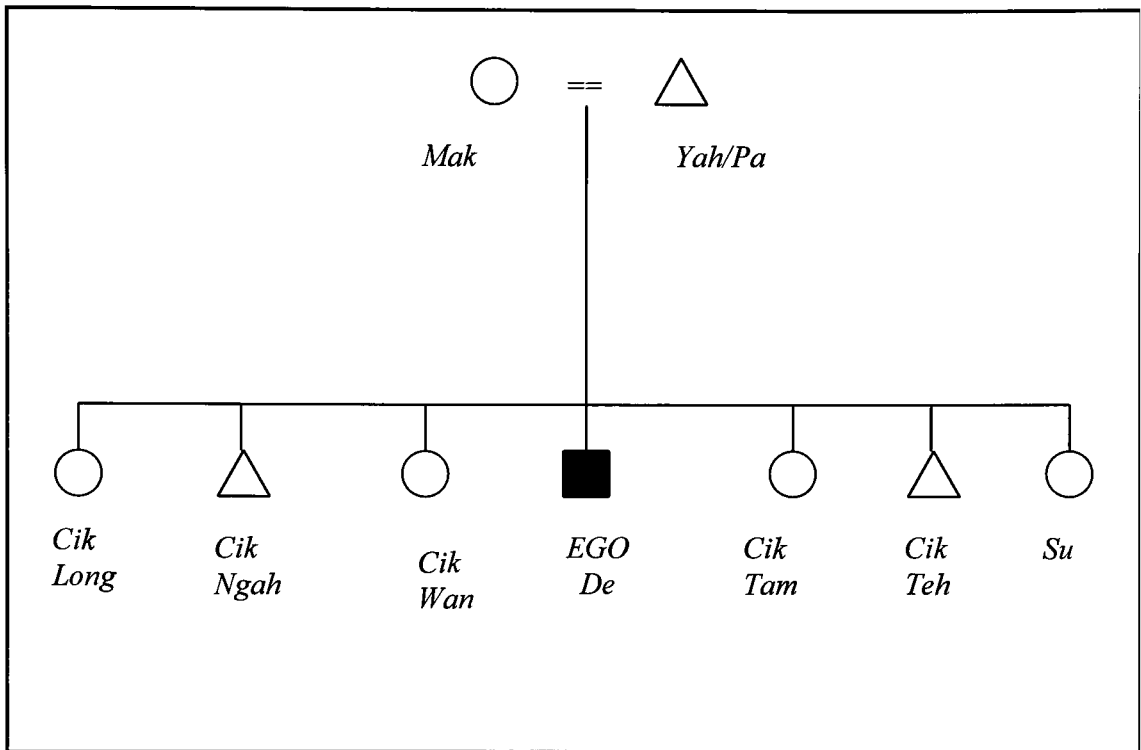 ==
Mak
Yah/Pa
Cik
Long
Cik
Ngah
Cik
Wan
EGO
De
Cik
Tam
Cik
Teh
Su